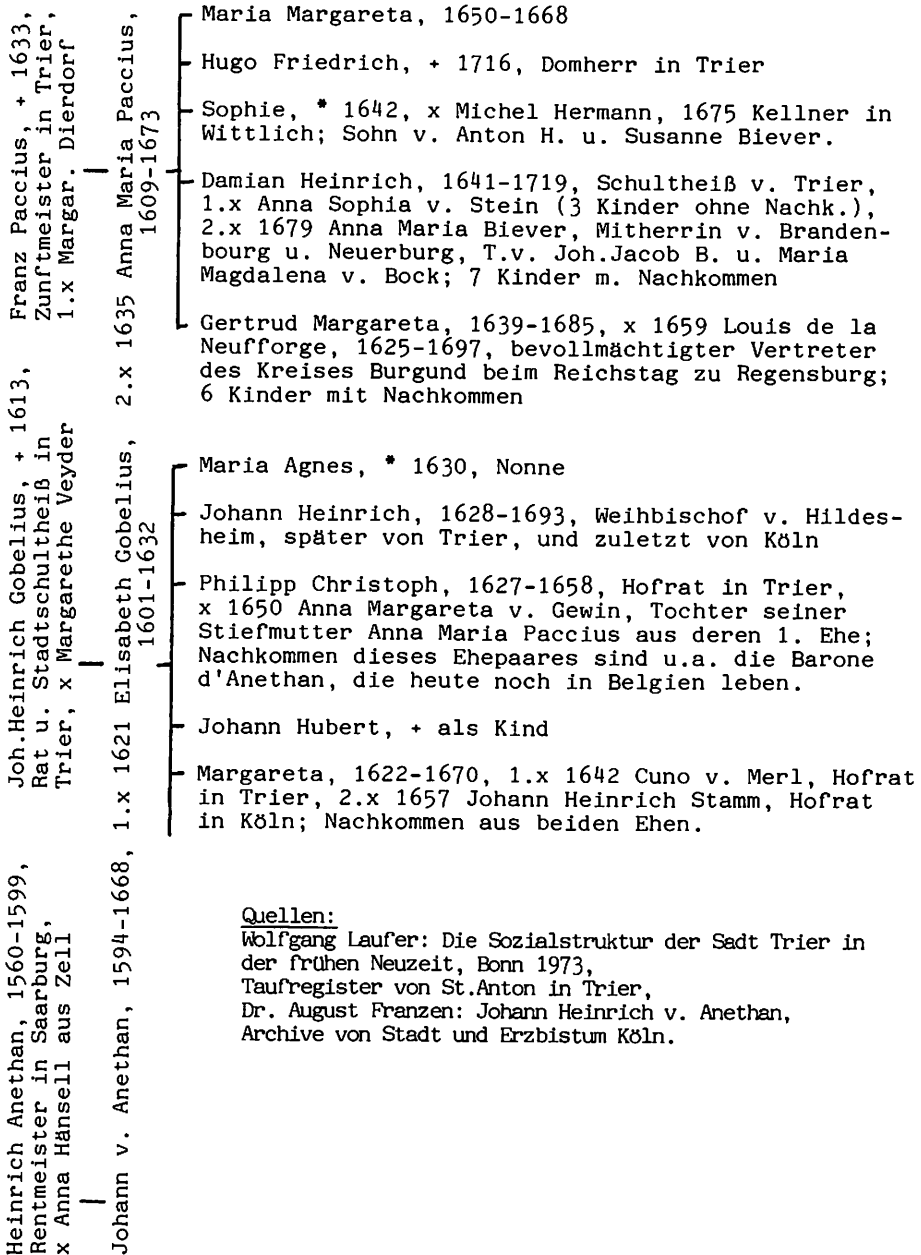 Heinrich Anethan, 1560-1599,
Rentmeister in Saarburg,
x Anna Hänsell aus Zell
Joh.Heinrich Gobelius, + 1613,
Rat u. Stadtschultheiß in
Trier, x Margarethe Veyder
Franz Paccius, + 1633,
Zunftmeister in Trier,
1.x Margar. Dierdorf
Johann v. Anethan, 1594-1668, 1.x 1621 Elisabeth Gobelius, 2.x 1635 Anna Maria Paccius,
1601-1632
1609-1673
Maria Margareta, 1650-1668
Hugo Friedrich, + 1716, Domherr in Trier
Sophie, * 1642, x Michel Hermann, 1675 Kellner in
Wittlich; Sohn v. Anton H. u. Susanne Biever.
Damian Heinrich, 1641-1719, Schultheiß v. Trier,
1.x Anna Sophia v. Stein (3 Kinder ohne Nachk.),
2.x 1679 Anna Maria Biever, Mitherrin v. Branden-
bourg u. Neuerburg, T.v. Joh.Jacob B. u. Maria
Magdalena v. Bock; 7 Kinder m. Nachkommen
Gertrud Margareta, 1639-1685, x 1659 Louis de la
Neufforge, 1625-1697, bevollmächtigter Vertreter
des Kreises Burgund beim Reichstag zu Regensburg;
6 Kinder mit Nachkommen
Maria Agnes, * 1630, Nonne
Johann Heinrich, 1628-1693, Weihbischof v. Hildes-
heim, später von Trier, und zuletzt von Köln
Philipp Christoph, 1627-1658, Hofrat in Trier,
x 1650 Anna Margareta v. Gewin, Tochter seiner
Stiefmutter Anna Maria Paccius aus deren 1. Ehe;
Nachkommen dieses Ehepaares sind u.a. die Barone
d'Anethan, die heute noch in Belgien leben.
Johann Hubert, + als Kind
Margareta, 1622-1670, 1.x 1642 Cuno v. Merl, Hofrat
in Trier, 2.x 1657 Johann Heinrich Stamm, Hofrat
in Köln; Nachkommen aus beiden Ehen.
Quellen:
Wolfgang Laufer: Die Sozialstruktur der Sadt Trier in
der frühen Neuzeit, Bonn 1973,
Taufregister von St.Anton in Trier,
Dr. August Franzen: Johann Heinrich v. Anethan,
Archive von Stadt und Erzbistum Köln.